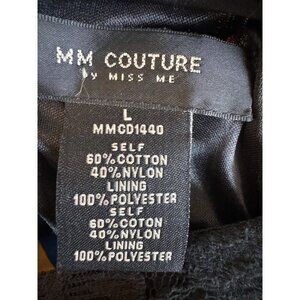 MM COUTURE
by MISS ME
L
MMCD1440
SELF
60%COTTON
40%NYLON
LINING
100%POLYESTER
SELF
60%COTON
40%NYLON
LINING
100%POLYESTER